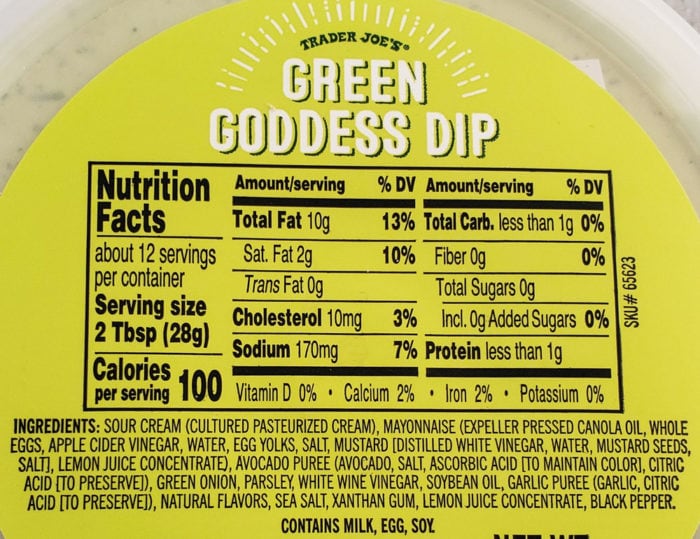 TRADER JOE'S®
GREEN
GODDESS DIP
Nutrition
Facts
about 12 servings
per container
Serving size
2 Tbsp (28g)
Calories
per serving 100
Amount/serving % DV
Total Fat 10g 13%
Sat. Fat 2g 10%
Trans Fat 0g
Cholesterol 10mg 3%
Sodium 170mg 7%
Amount/serving % DV
Total Carb. less than 1g 0%
Fiber 0g 0%
Total Sugars 0g
Incl. 0g Added Sugars 0%
Protein less than 1g
Vitamin D 0% • Calcium 2% • Iron 2% • Potassium 0%
SKU# 65623
INGREDIENTS: SOUR CREAM (CULTURED PASTEURIZED CREAM), MAYONNAISE (EXPELLER PRESSED CANOLA OIL, WHOLE
EGGS, APPLE CIDER VINEGAR, WATER, EGG YOLKS, SALT, MUSTARD [DISTILLED WHITE VINEGAR, WATER, MUSTARD SEEDS,
SALT], LEMON JUICE CONCENTRATE), AVOCADO PUREE (AVOCADO, SALT, ASCORBIC ACID [TO MAINTAIN COLOR], CITRIC
ACID [TO PRESERVE]), GREEN ONION, PARSLEY, WHITE WINE VINEGAR, SOYBEAN OIL, GARLIC PUREE (GARLIC, CITRIC
ACID [TO PRESERVE]), NATURAL FLAVORS, SEA SALT, XANTHAN GUM, LEMON JUICE CONCENTRATE, BLACK PEPPER.
CONTAINS MILK, EGG, SOY.
NET WT